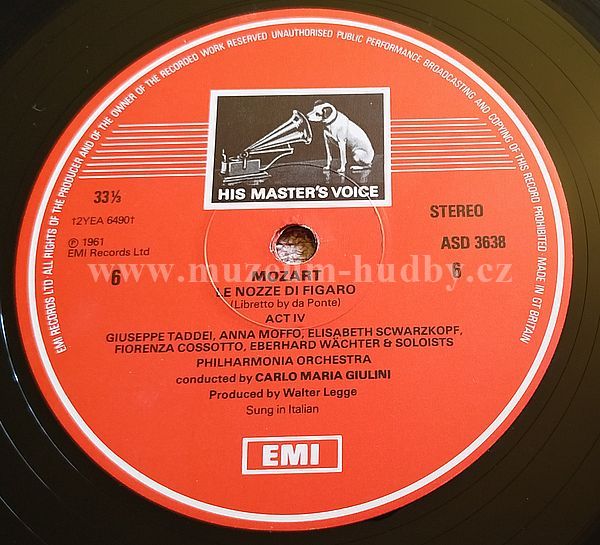 EMI RECORDS LTD ALL RIGHTS OF THE PRODUCER AND OF THE OWNER OF THE RECORDED WORK RESERVED UNAUTHORISED PUBLIC PERFORMANCE BROADCASTING AND COPYING OF THIS RECORD PROHIBITED. MADE IN GT BRITAIN
HIS MASTER'S VOICE
33⅓
STEREO
†2YEA 6490†
ASD 3638
℗ 1961
EMI Records Ltd
6
6
www.muzeum-hudby.cz
MOZART
LE NOZZE DI FIGARO
(Libretto by da Ponte)
ACT IV
GIUSEPPE TADDEI, ANNA MOFFO, ELISABETH SCWARZKOPF,
FIORENZA COSSOTTO, EBERHARD WÄCHTER & SOLOISTS
PHILHARMONIA ORCHESTRA
conducted by CARLO MARIA GIULINI
Produced by Walter Legge
Sung in Italian
EMI